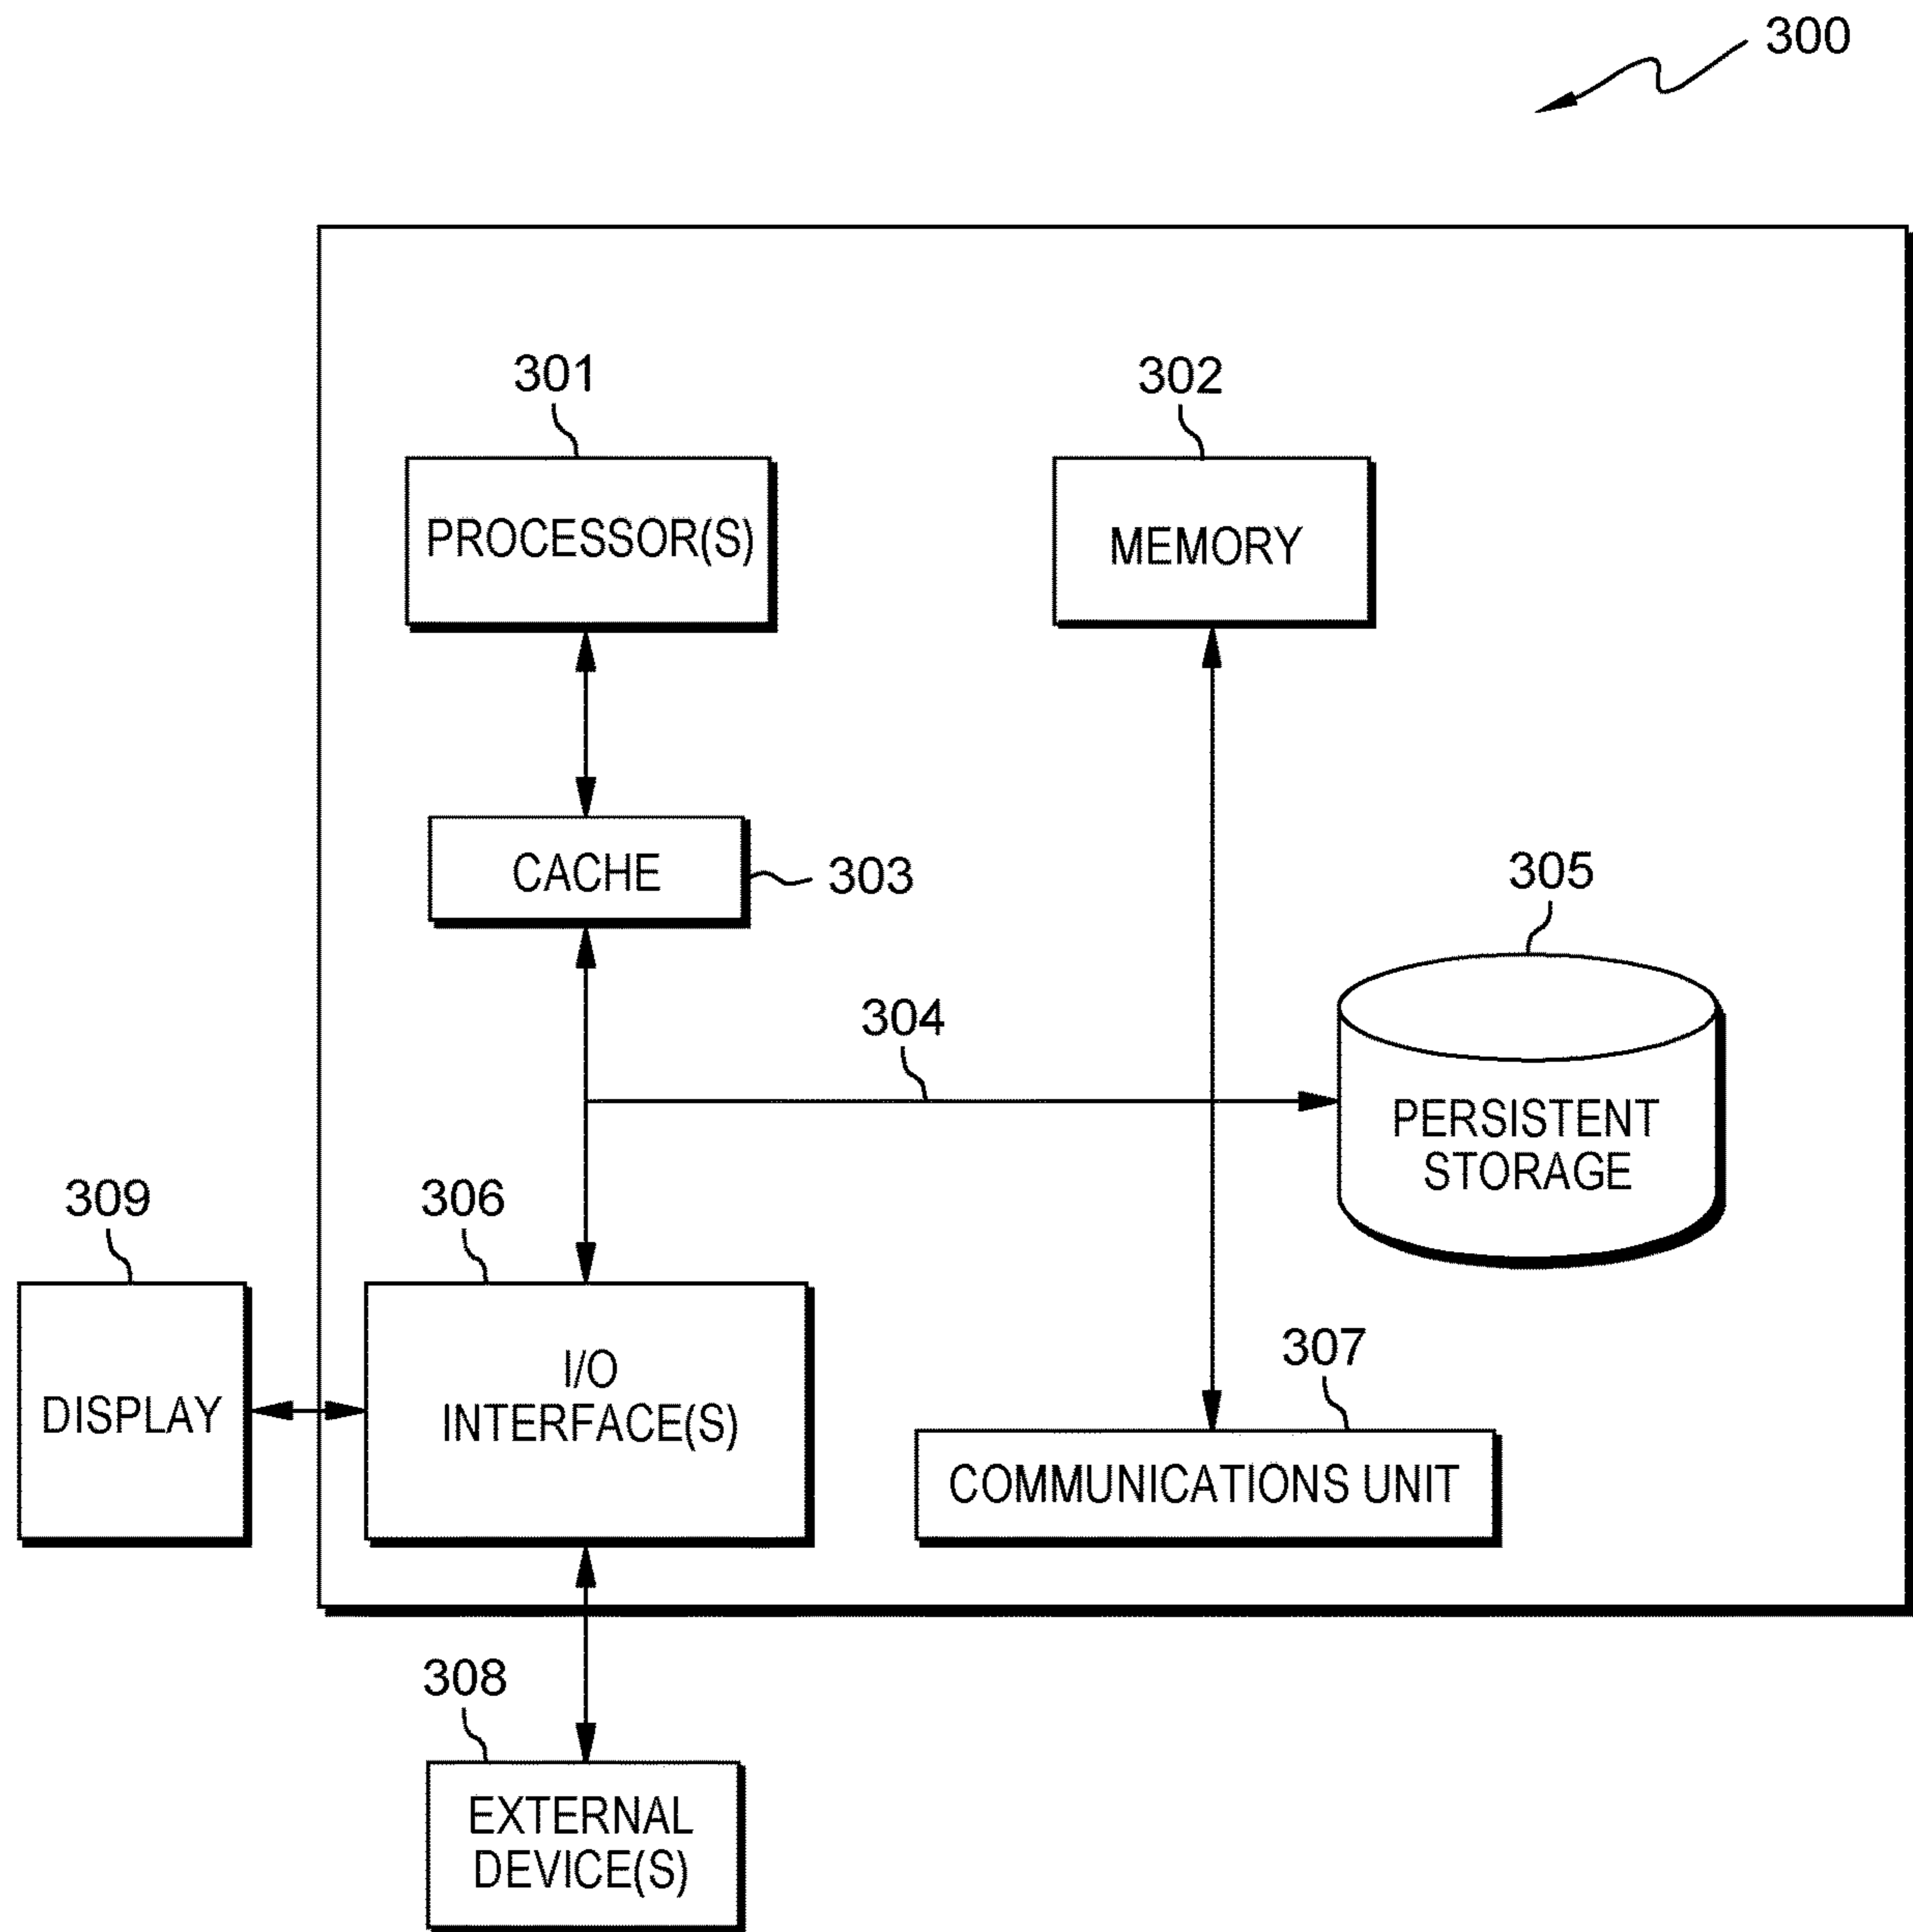 300
301
302
PROCESSOR(S)
MEMORY
CACHE
303
305
304
PERSISTENT
STORAGE
309
306
307
DISPLAY
I/O
INTERFACE(S)
COMMUNICATIONS UNIT
308
EXTERNAL
DEVICE(S)